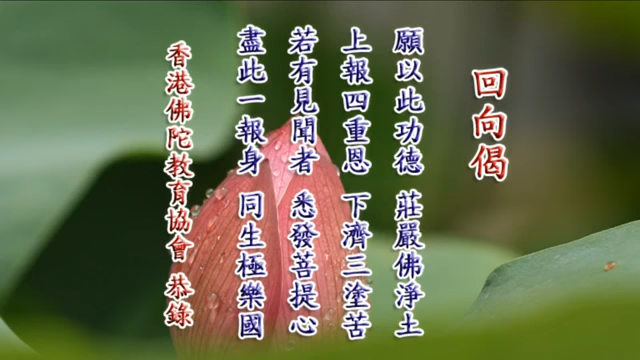 回向偈
願以此功德 莊嚴佛淨土
上報四重恩 下濟三塗苦
若有見聞者 悉發菩提心
盡此一報身 同生極樂國
香港佛陀教育協會 恭錄